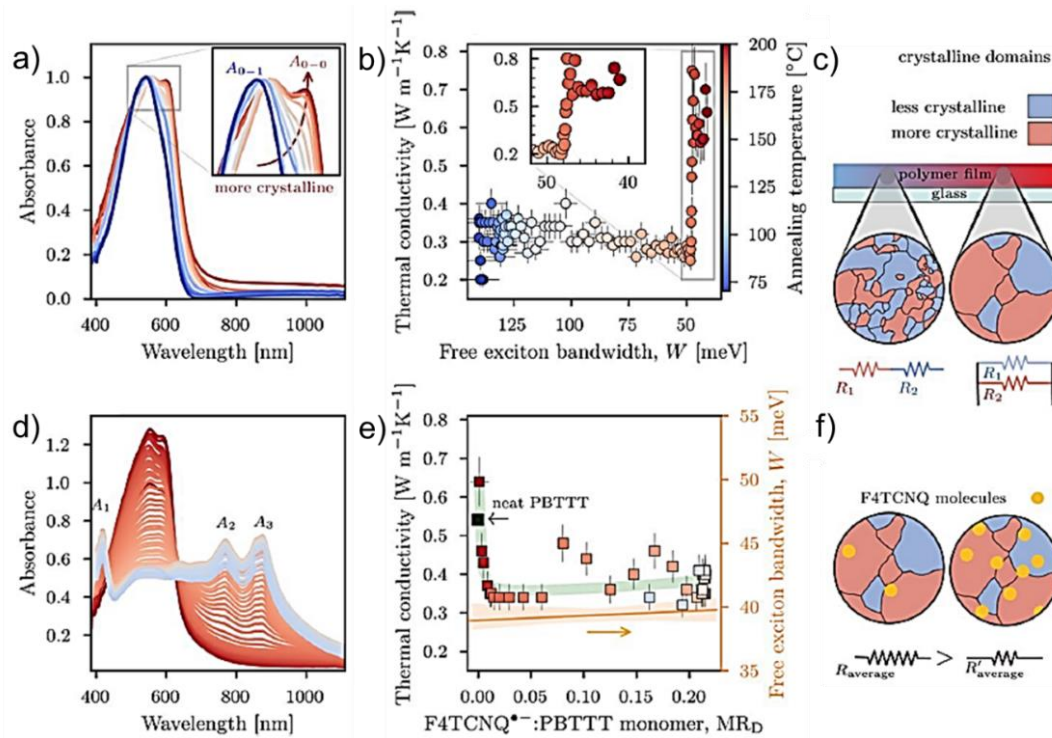 a)
A₀₋₁
A₀₋₀
more crystalline
1.0
0.8
0.6
0.4
0.2
0.0
Absorbance
400
600
800
1000
Wavelength [nm]
b)
0.8
0.7
0.6
0.5
0.4
0.3
0.2
Thermal conductivity [W m⁻¹K⁻¹]
0.8
0.5
0.2
50
40
125
100
75
50
Free exciton bandwidth, W [meV]
200
175
150
125
100
75
Annealing temperature [°C]
c)
crystalline domains
less crystalline
more crystalline
polymer film
glass
R₁
R₂
R₁
R₂
d)
A₁
A₂
A₃
1.2
1.0
0.8
0.6
0.4
0.2
Absorbance
400
600
800
1000
Wavelength [nm]
e)
0.8
0.7
0.6
0.5
0.4
0.3
0.2
Thermal conductivity [W m⁻¹K⁻¹]
neat PBTTT
0.00
0.05
0.10
0.15
0.20
F4TCNQ•⁻:PBTTT monomer, MR_D
55
50
45
40
35
Free exciton bandwidth, W [meV]
f)
F4TCNQ molecules
R_average > R'_average